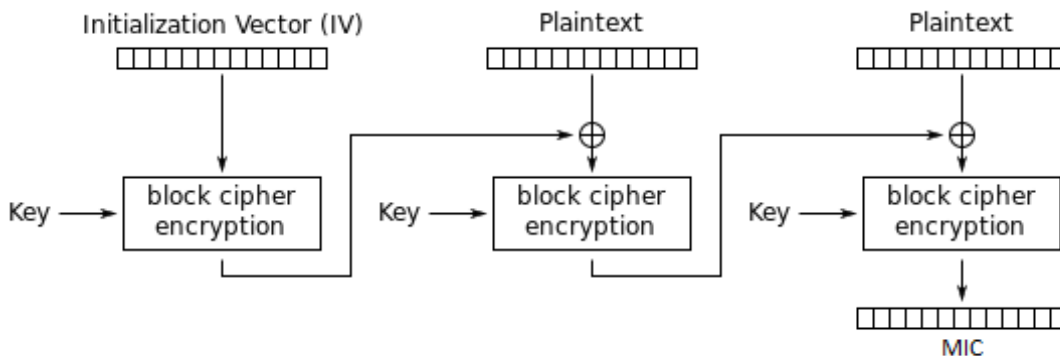 Initialization Vector (IV)
Plaintext
Plaintext
Key
block cipher
encryption
Key
block cipher
encryption
Key
block cipher
encryption
MIC